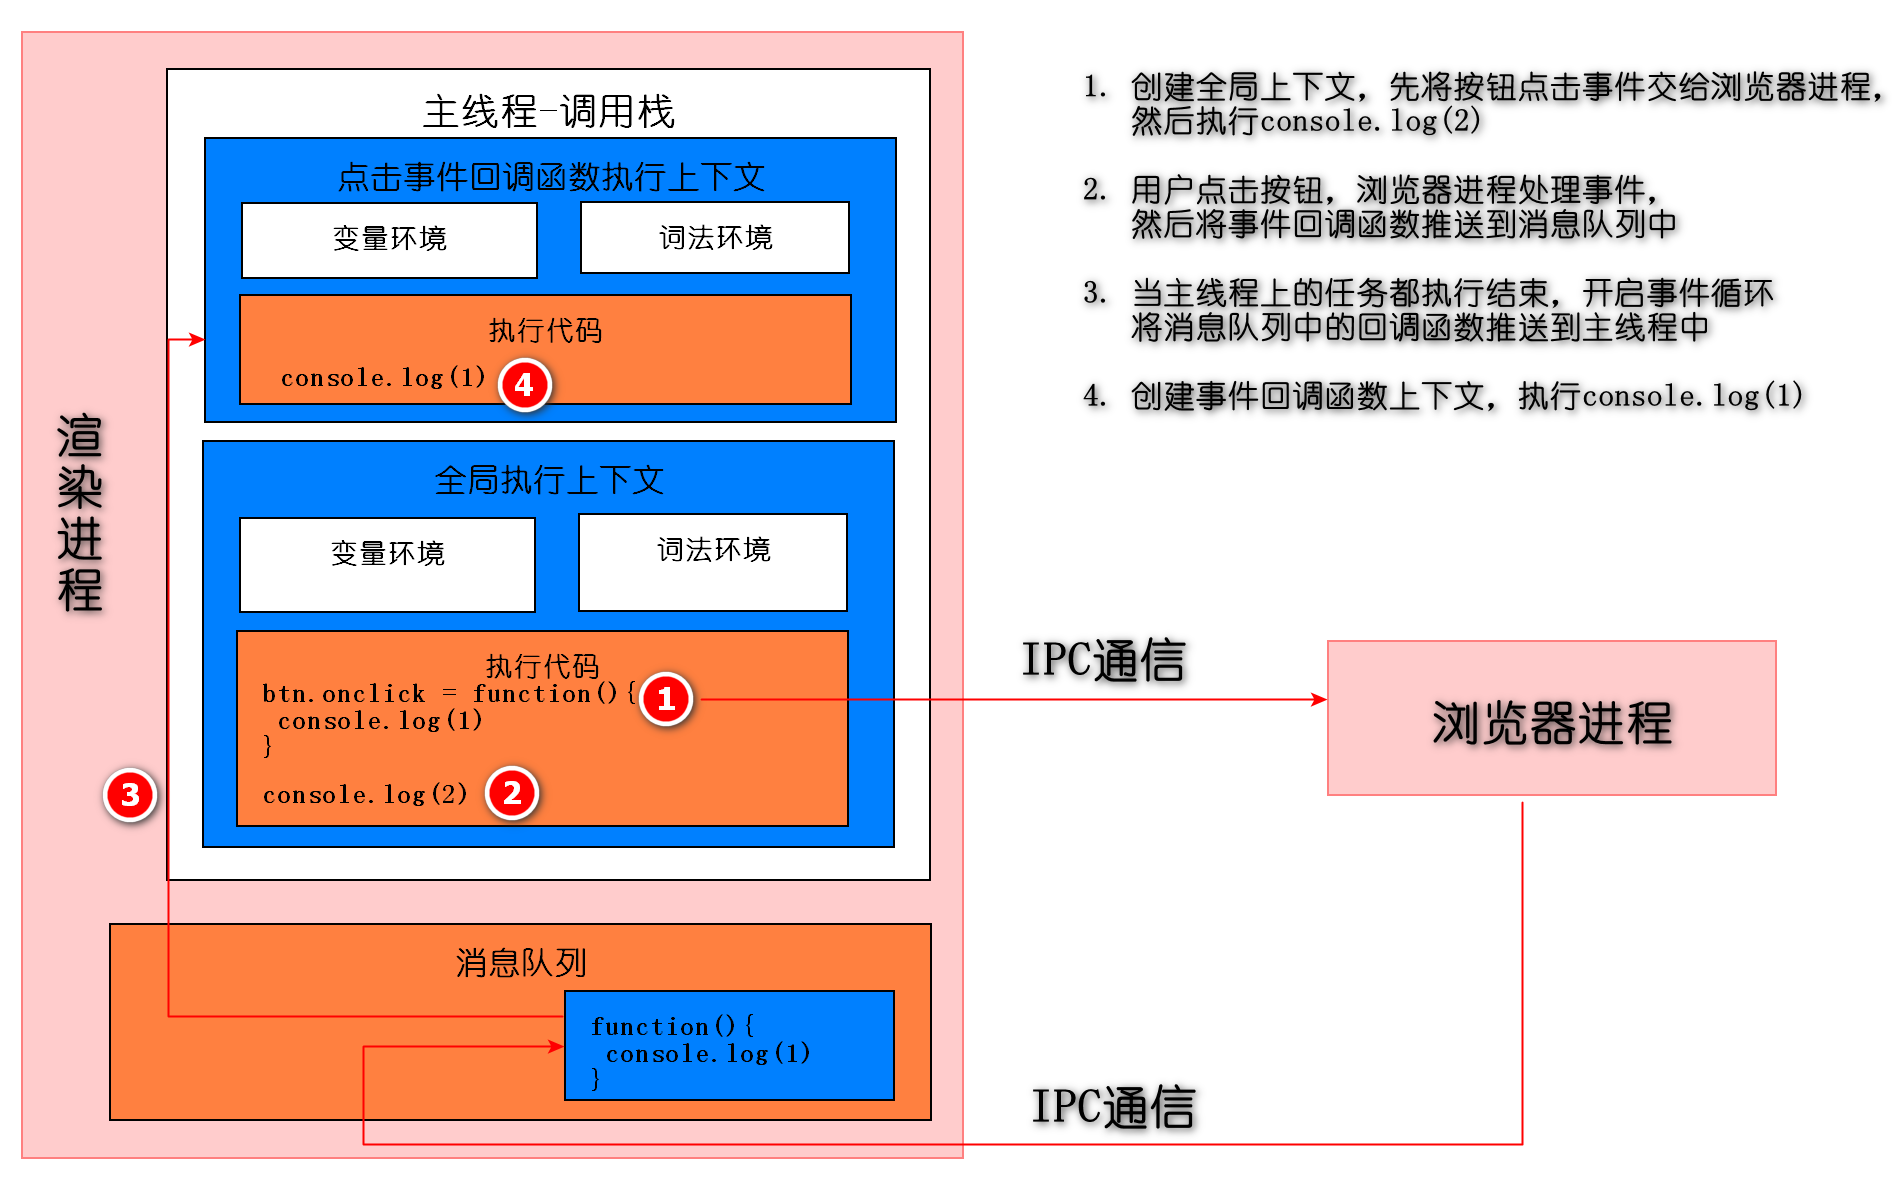 主线程-调用栈
点击事件回调函数执行上下文
变量环境
词法环境
执行代码
console.log(1)
4
全局执行上下文
变量环境
词法环境
执行代码
btn.onclick = function(){
1
console.log(1)
}
console.log(2)
2
渲染进程
3
消息队列
function(){
console.log(1)
}
1. 创建全局上下文，先将按钮点击事件交给浏览器进程，
然后执行console.log(2)
2. 用户点击按钮，浏览器进程处理事件，
然后将事件回调函数推送到消息队列中
3. 当主线程上的任务都执行结束，开启事件循环
将消息队列中的回调函数推送到主线程中
4. 创建事件回调函数上下文，执行console.log(1)
IPC通信
浏览器进程
IPC通信